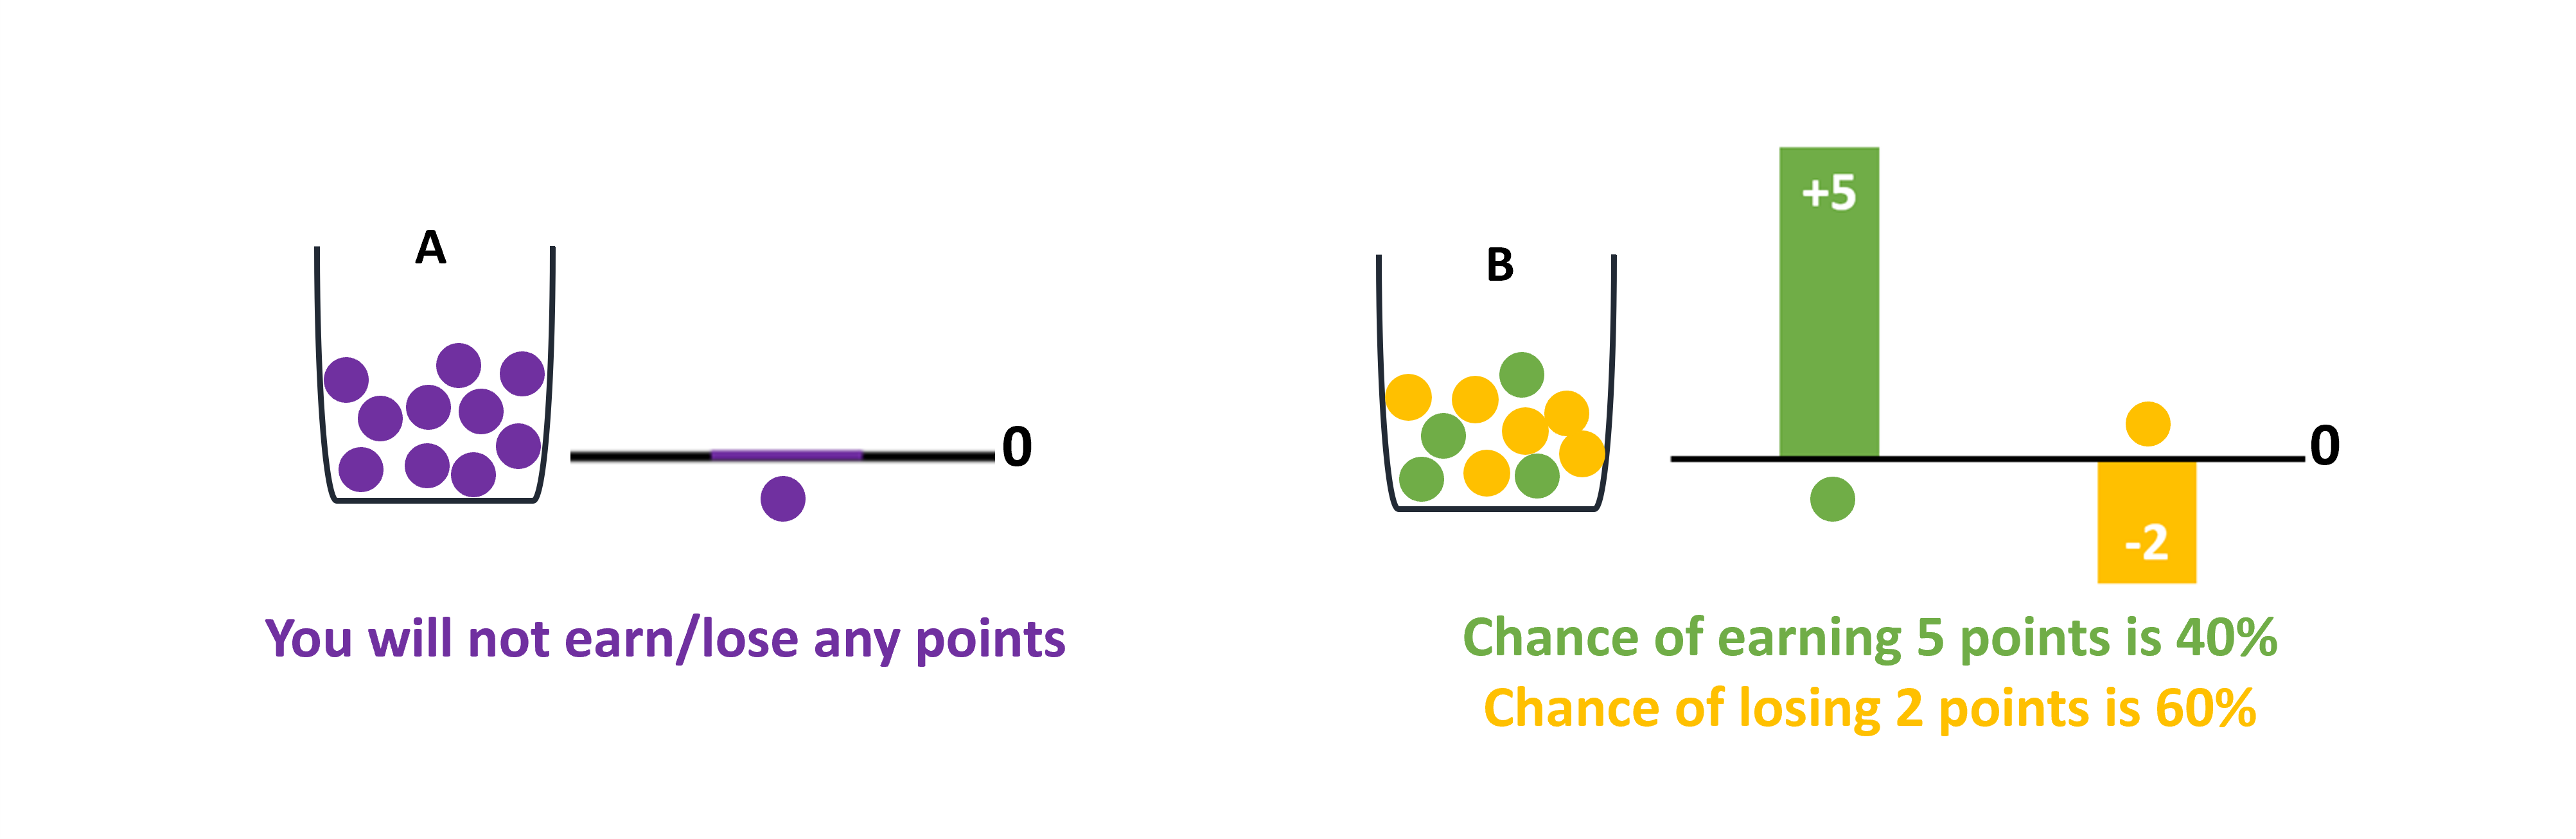 A
0
You will not earn/lose any points
B
+5
0
-2
Chance of earning 5 points is 40%
Chance of losing 2 points is 60%